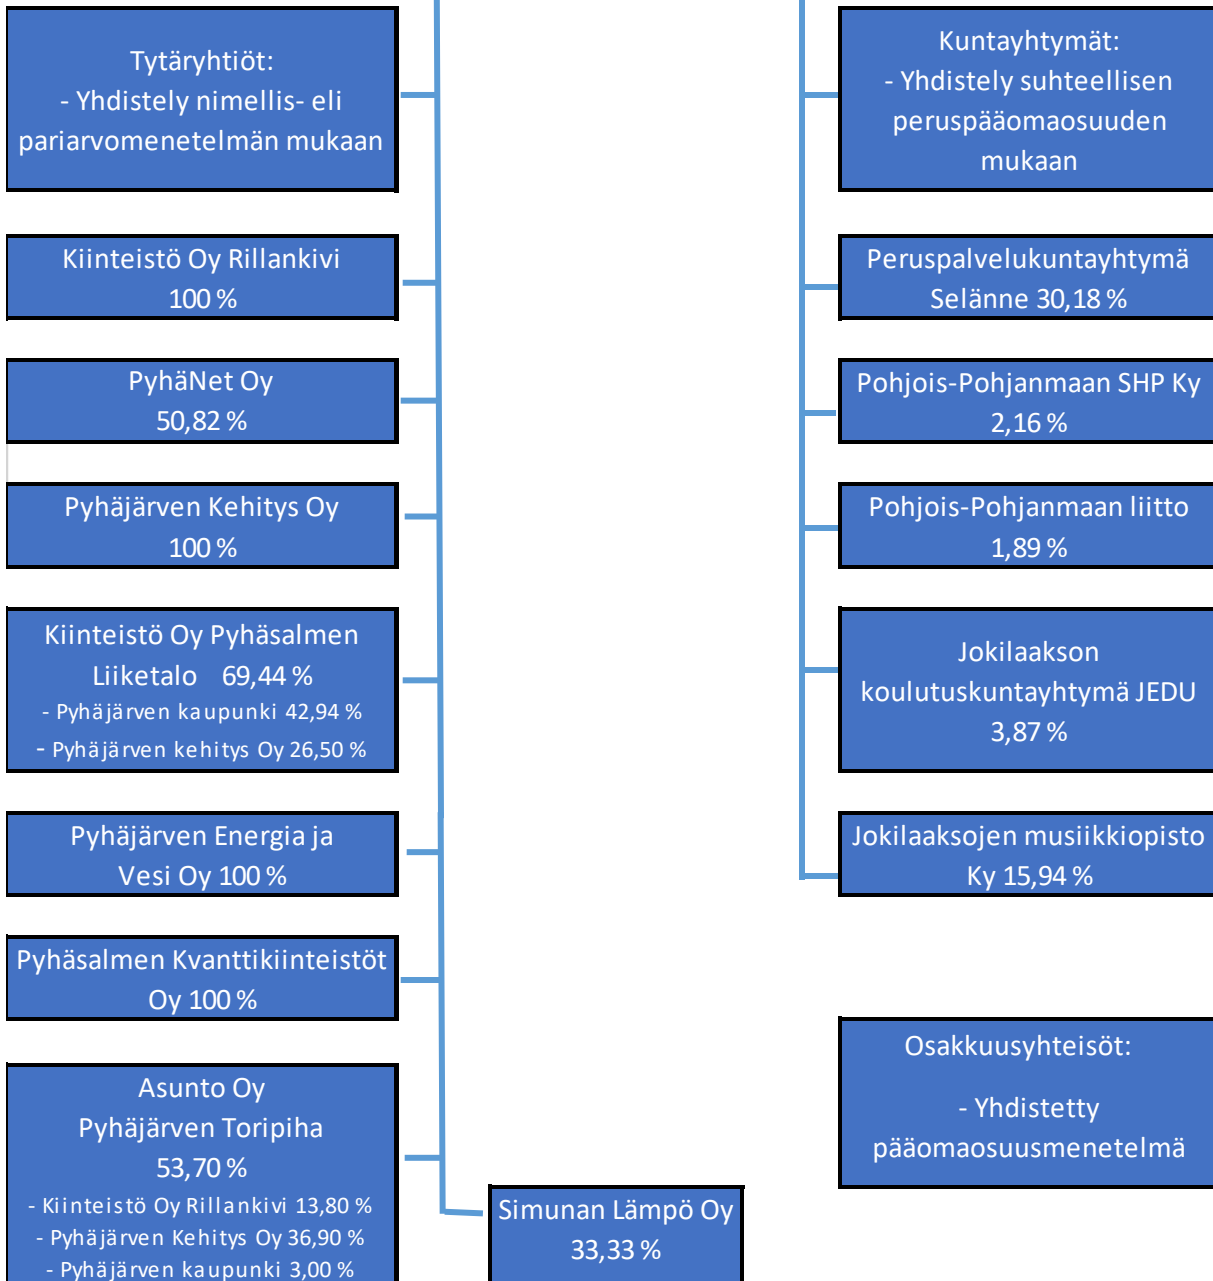 Tytäryhtiöt:
- Yhdistely nimellis- eli
pariarvomenetelmän mukaan
Kiinteistö Oy Rillankivi
100 %
PyhäNet Oy
50,82 %
Pyhäjärven Kehitys Oy
100 %
Kiinteistö Oy Pyhäsalmen
Liiketalo 69,44 %
- Pyhäjärven kaupunki 42,94 %
- Pyhäjärven kehitys Oy 26,50 %
Pyhäjärven Energia ja
Vesi Oy 100 %
Pyhäsalmen Kvanttikiinteistöt
Oy 100 %
Asunto Oy
Pyhäjärven Toripiha
53,70 %
- Kiinteistö Oy Rillankivi 13,80 %
- Pyhäjärven Kehitys Oy 36,90 %
- Pyhäjärven kaupunki 3,00 %
Simunan Lämpö Oy
33,33 %
Kuntayhtymät:
- Yhdistely suhteellisen
peruspääomaosuuden
mukaan
Peruspalvelukuntayhtymä
Selänne 30,18 %
Pohjois-Pohjanmaan SHP Ky
2,16 %
Pohjois-Pohjanmaan liitto
1,89 %
Jokilaakson
koulutuskuntayhtymä JEDU
3,87 %
Jokilaaksojen musiikkiopisto
Ky 15,94 %
Osakkuusyhteisöt:
- Yhdistetty
pääomaosuusmenetelmä